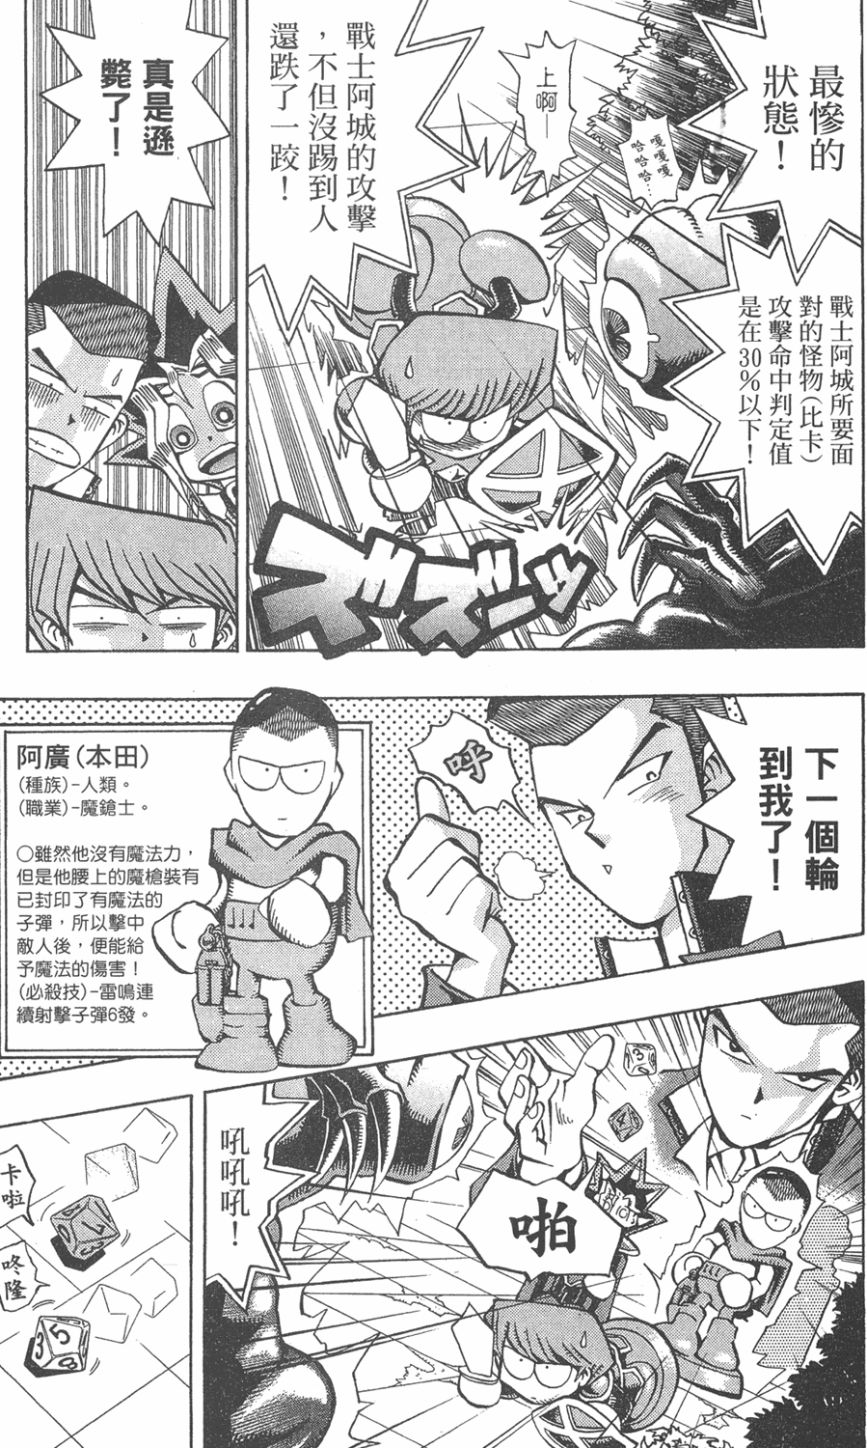 最慘的
狀態！
戰士阿城所要面
對的怪物（比卡）
攻擊命中判定值
是在30%以下！
嘎嘎嘎
哈哈哈…
上啊—
戰士阿城的攻擊
，不但沒踢到人
還跌了一跤！
ズズーッ
真是遜
斃了！
下一個輪
到我了！
呼
阿廣（本田）
（種族）-人類。
（職業）-魔鎗士。
○雖然他沒有魔法力，
但是他腰上的魔槍裝有
已封印了有魔法的
子彈，所以擊中
敵人後，便能給
予魔法的傷害！
（必殺技）-雷鳴連
續射擊子彈6發。
啪
吼吼吼！
卡啦
咚隆
3 5